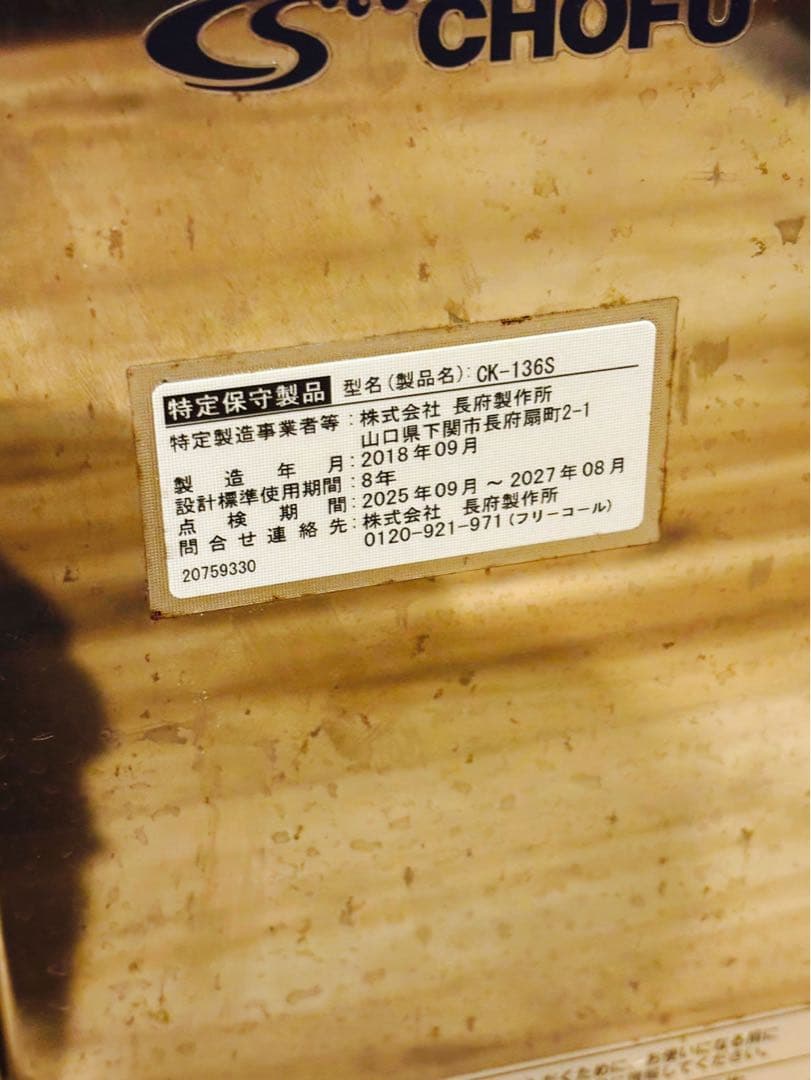 CHOFU
特定保守製品 型名(製品名): CK-136S
特定製造事業者等:株式会社 長府製作所
山口県下関市長府扇町2-1
製造年月:2018年09月
設計標準使用期間:8年
点検期間:2025年09月 ~ 2027年08月
問合せ連絡先:株式会社 長府製作所
0120-921-971(フリーコール)
20759330